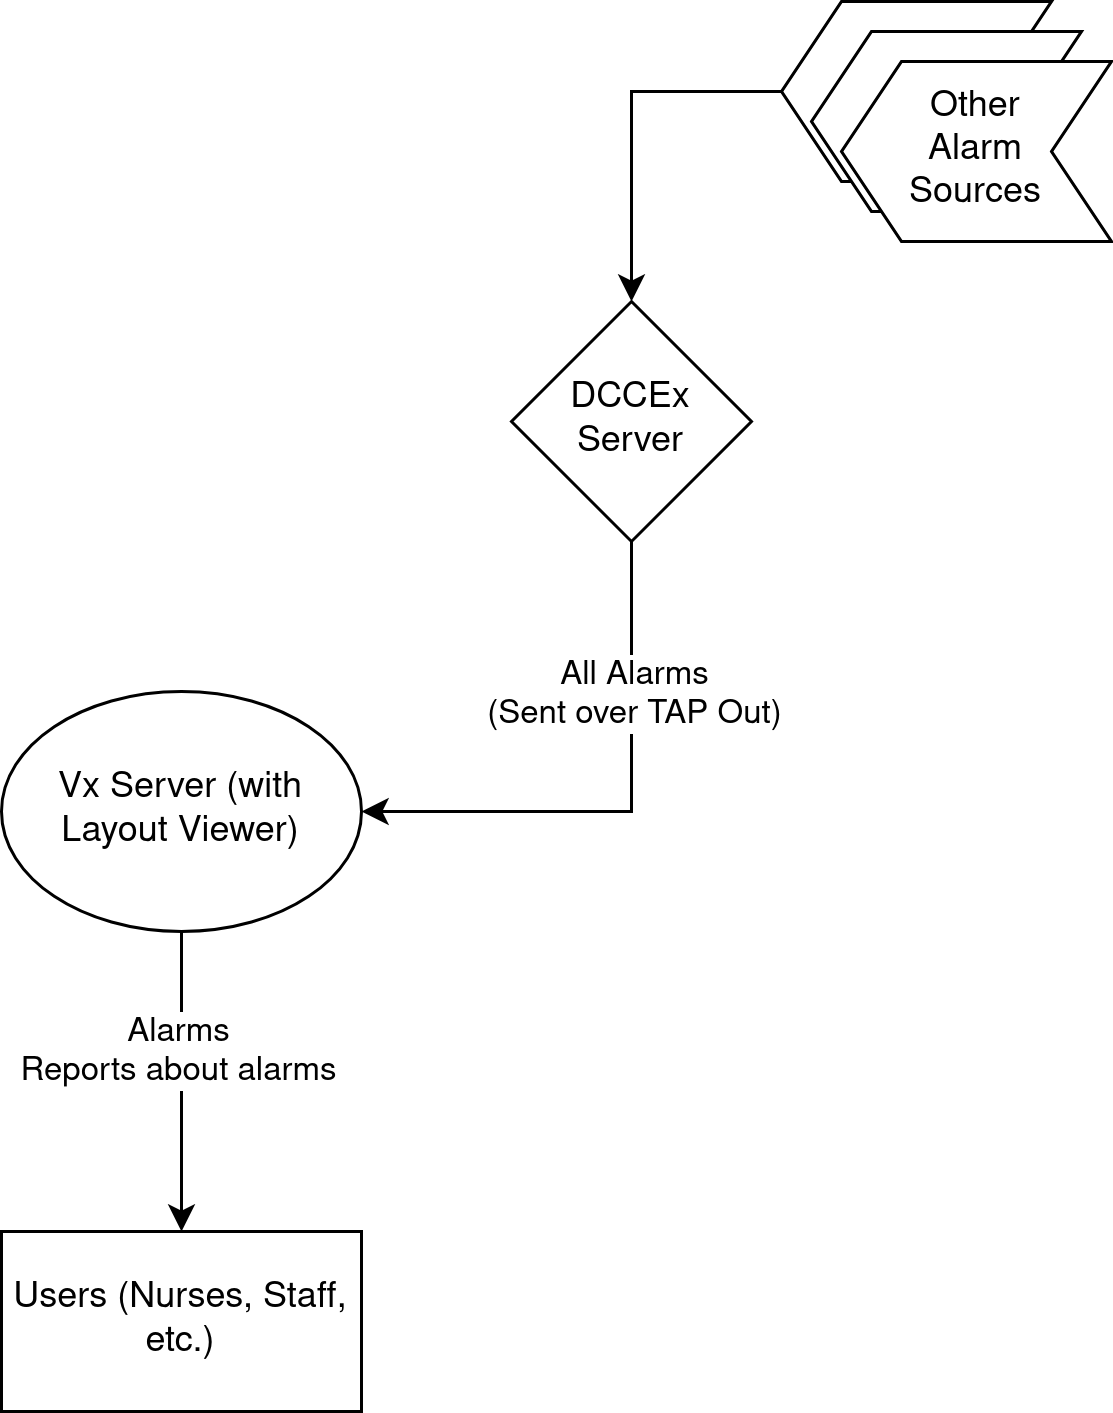 Other
Alarm
Sources
DCCEx
Server
All Alarms
(Sent over TAP Out)
Vx Server (with
Layout Viewer)
Alarms
Reports about alarms
Users (Nurses, Staff,
etc.)